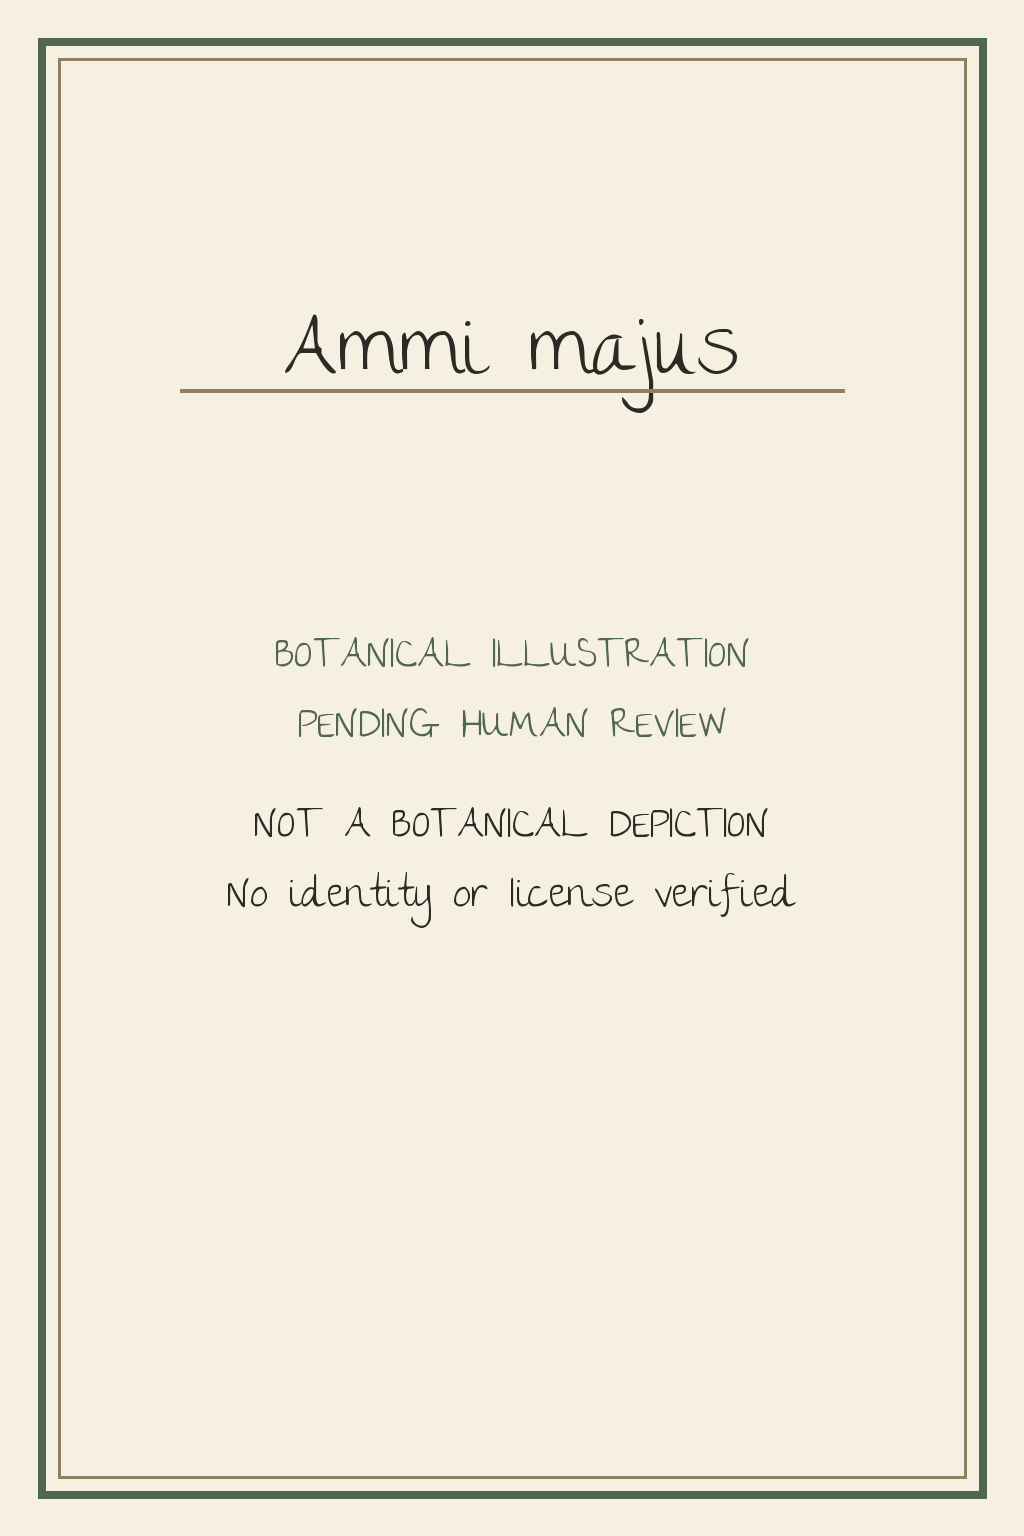 Ammi majus
BOTANICAL ILLUSTRATION
PENDING HUMAN REVIEW
NOT A BOTANICAL DEPICTION
No identity or license verified